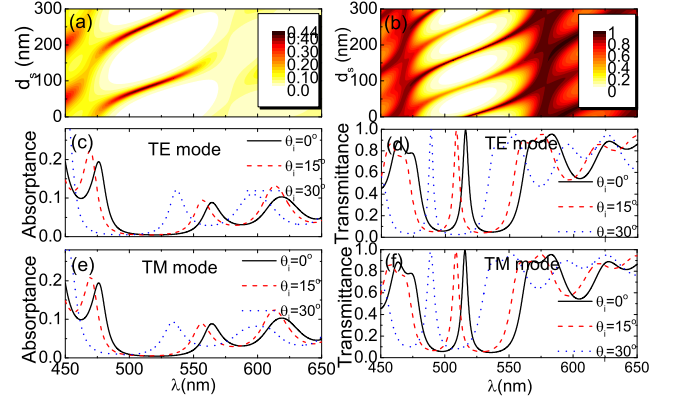 (a)
300
200
100
0
d_s (nm)
0.44
0.40
0.30
0.20
0.10
0.0
(b)
300
200
100
0
d_s (nm)
1
0.8
0.6
0.4
0.2
0
(c)
TE mode
θ_i=0°
θ_i=15°
θ_i=30°
0.2
0.1
0.0
Absorptance
(d)
TE mode
θ_i=0°
θ_i=15°
θ_i=30°
1.0
0.8
0.6
0.4
0.2
0.0
Transmittance
(e)
TM mode
θ_i=0°
θ_i=15°
θ_i=30°
0.2
0.1
0.0
Absorptance
450 500 550 600 650
λ(nm)
(f)
TM mode
θ_i=0°
θ_i=15°
θ_i=30°
1.0
0.8
0.6
0.4
0.2
0.0
Transmittance
450 500 550 600 650
λ(nm)